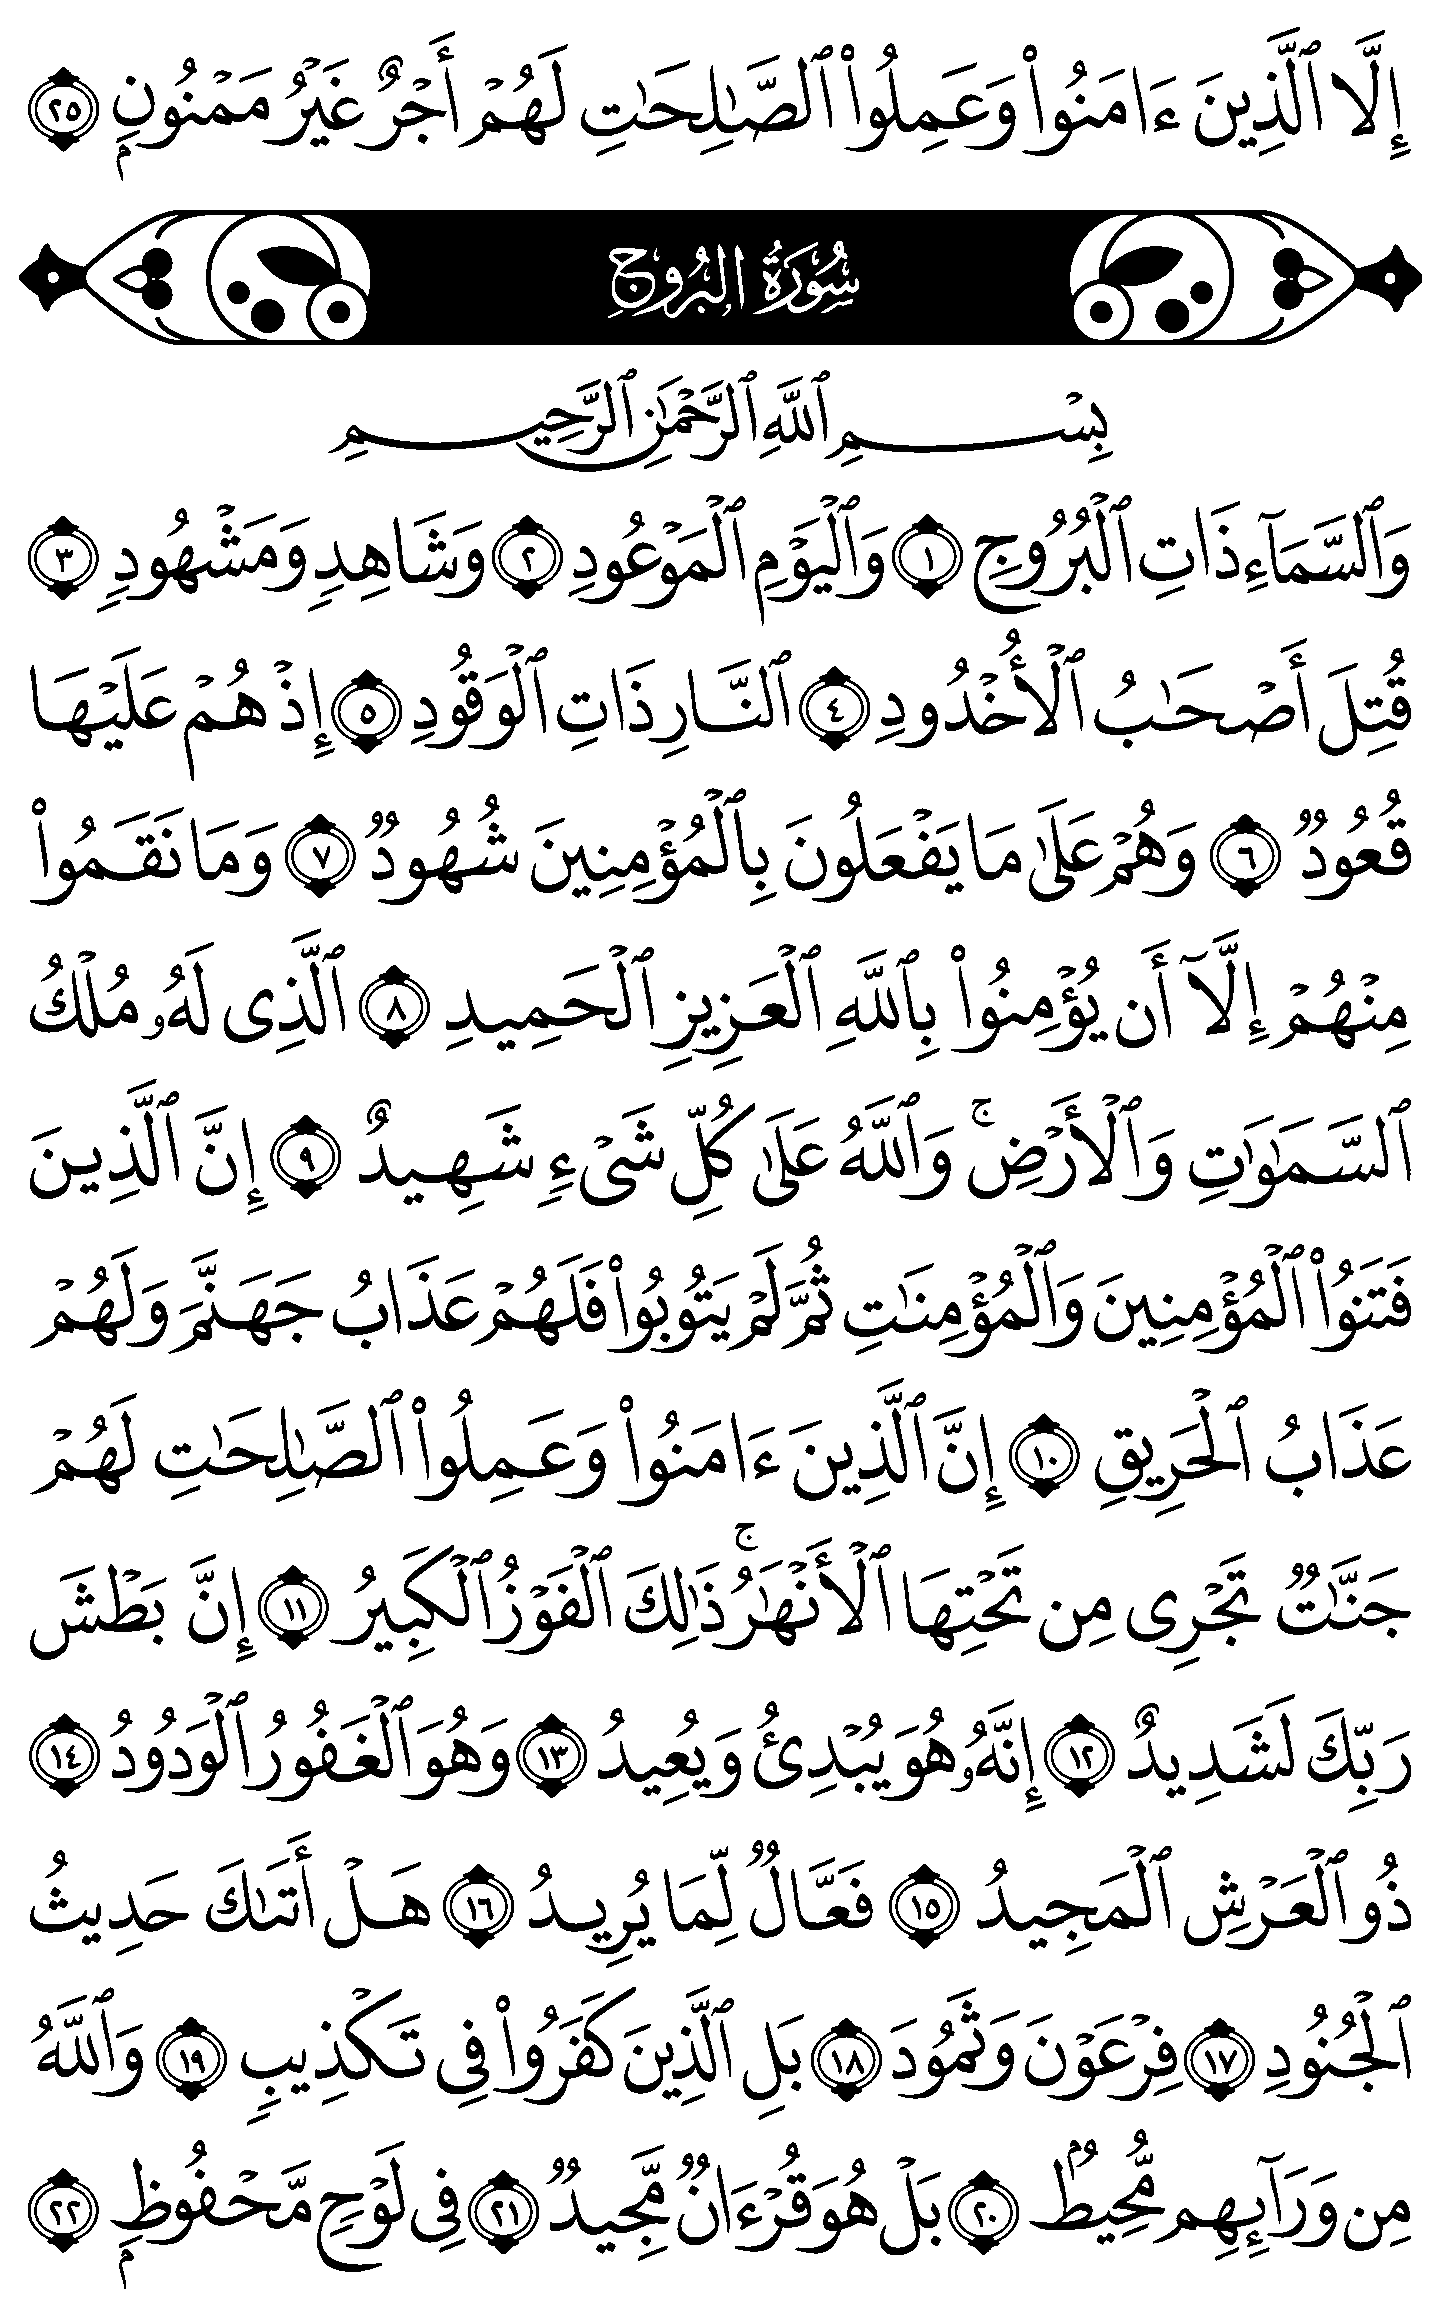 إِلَّا ٱلَّذِينَ ءَامَنُوا۟ وَعَمِلُوا۟ ٱلصَّـٰلِحَـٰتِ لَهُمْ أَجْرٌ غَيْرُ مَمْنُونٍۭ ٢٥
سُورَةُ البُرُوجِ
بِسْمِ ٱللَّهِ ٱلرَّحْمَـٰنِ ٱلرَّحِيمِ
وَٱلسَّمَآءِ ذَاتِ ٱلْبُرُوجِ ١ وَٱلْيَوْمِ ٱلْمَوْعُودِ ٢ وَشَاهِدٍ وَمَشْهُودٍ ٣
قُتِلَ أَصْحَـٰبُ ٱلْأُخْدُودِ ٤ ٱلنَّارِ ذَاتِ ٱلْوَقُودِ ٥ إِذْ هُمْ عَلَيْهَا
قُعُودٌ ٦ وَهُمْ عَلَىٰ مَا يَفْعَلُونَ بِٱلْمُؤْمِنِينَ شُهُودٌ ٧ وَمَا نَقَمُوا۟
مِنْهُمْ إِلَّآ أَن يُؤْمِنُوا۟ بِٱللَّهِ ٱلْعَزِيزِ ٱلْحَمِيدِ ٨ ٱلَّذِى لَهُۥ مُلْكُ
ٱلسَّمَـٰوَٰتِ وَٱلْأَرْضِ ۚ وَٱللَّهُ عَلَىٰ كُلِّ شَىْءٍ شَهِيدٌ ٩ إِنَّ ٱلَّذِينَ
فَتَنُوا۟ ٱلْمُؤْمِنِينَ وَٱلْمُؤْمِنَـٰتِ ثُمَّ لَمْ يَتُوبُوا۟ فَلَهُمْ عَذَابُ جَهَنَّمَ وَلَهُمْ
عَذَابُ ٱلْحَرِيقِ ١٠ إِنَّ ٱلَّذِينَ ءَامَنُوا۟ وَعَمِلُوا۟ ٱلصَّـٰلِحَـٰتِ لَهُمْ
جَنَّـٰتٌ تَجْرِى مِن تَحْتِهَا ٱلْأَنْهَـٰرُ ۚ ذَٰلِكَ ٱلْفَوْزُ ٱلْكَبِيرُ ١١ إِنَّ بَطْشَ
رَبِّكَ لَشَدِيدٌ ١٢ إِنَّهُۥ هُوَ يُبْدِئُ وَيُعِيدُ ١٣ وَهُوَ ٱلْغَفُورُ ٱلْوَدُودُ ١٤
ذُو ٱلْعَرْشِ ٱلْمَجِيدُ ١٥ فَعَّالٌ لِّمَا يُرِيدُ ١٦ هَلْ أَتَىٰكَ حَدِيثُ
ٱلْجُنُودِ ١٧ فِرْعَوْنَ وَثَمُودَ ١٨ بَلِ ٱلَّذِينَ كَفَرُوا۟ فِى تَكْذِيبٍ ١٩ وَٱللَّهُ
مِن وَرَآئِهِم مُّحِيطٌۢ ٢٠ بَلْ هُوَ قُرْءَانٌ مَّجِيدٌ ٢١ فِى لَوْحٍ مَّحْفُوظٍۭ ٢٢